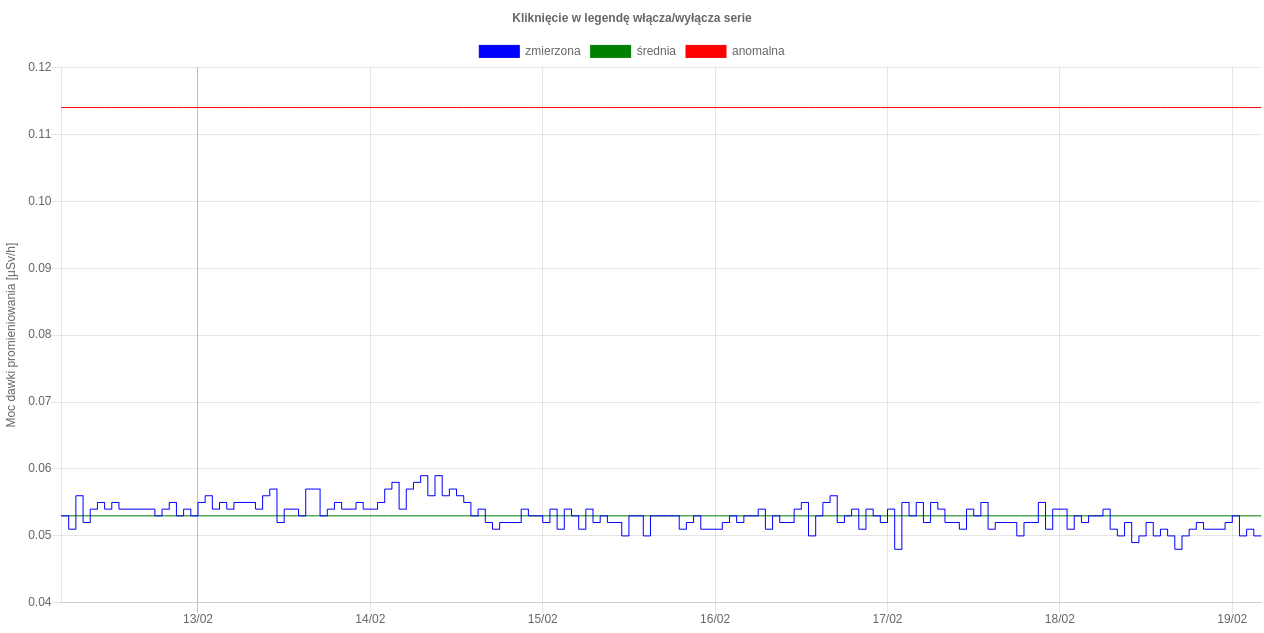 Kliknięcie w legendę włącza/wyłącza serie
zmierzona średnia anomalna
Moc dawki promieniowania [µSv/h]
0.12
0.11
0.10
0.09
0.08
0.07
0.06
0.05
0.04
13/02 14/02 15/02 16/02 17/02 18/02 19/02